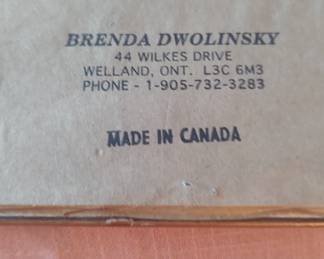 BRENDA DWOLINSKY
44 WILKES DRIVE
WELLAND, ONT. L3C 6M3
PHONE - 1-905-732-3283
MADE IN CANADA